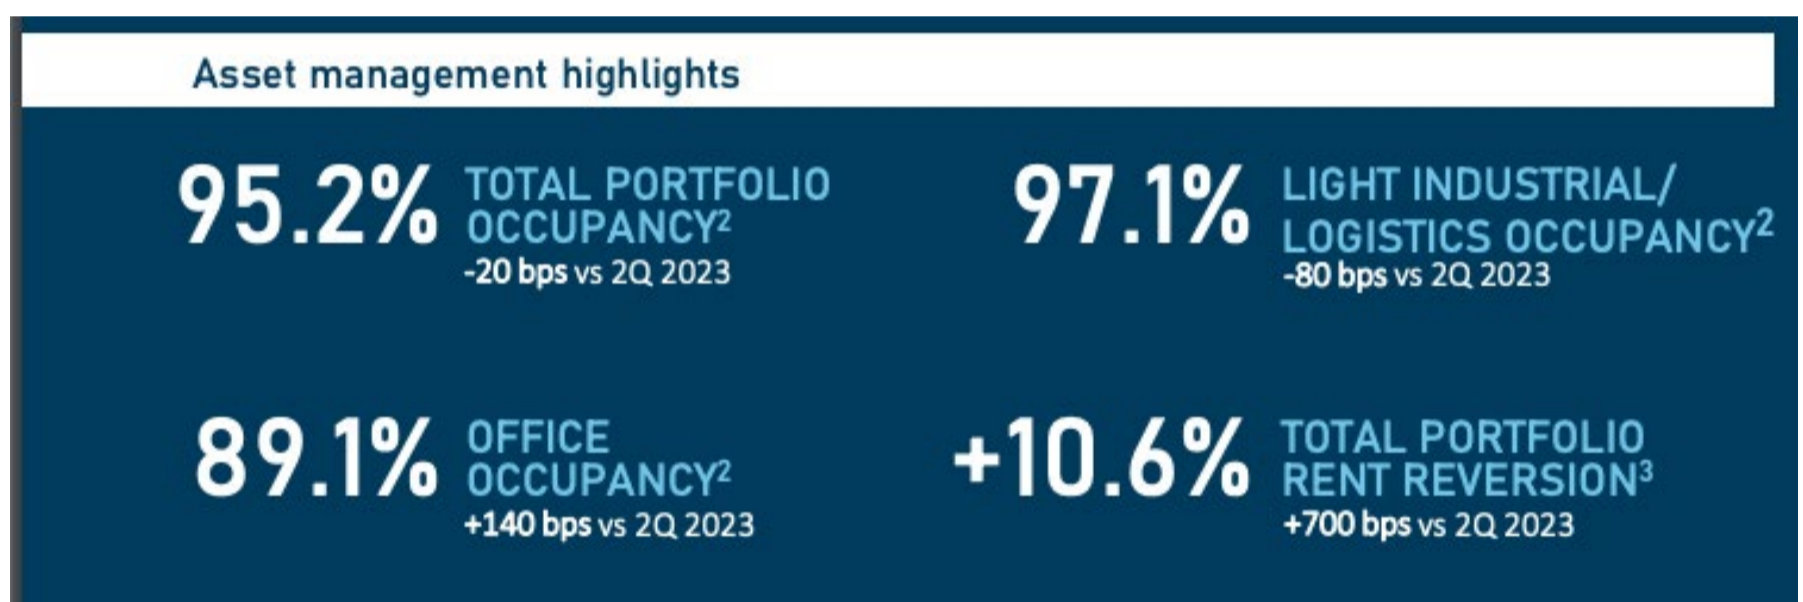 Asset management highlights
95.2% TOTAL PORTFOLIO
OCCUPANCY²
-20 bps vs 2Q 2023
97.1% LIGHT INDUSTRIAL/
LOGISTICS OCCUPANCY²
-80 bps vs 2Q 2023
89.1% OFFICE
OCCUPANCY²
+140 bps vs 2Q 2023
+10.6% TOTAL PORTFOLIO
RENT REVERSION³
+700 bps vs 2Q 2023